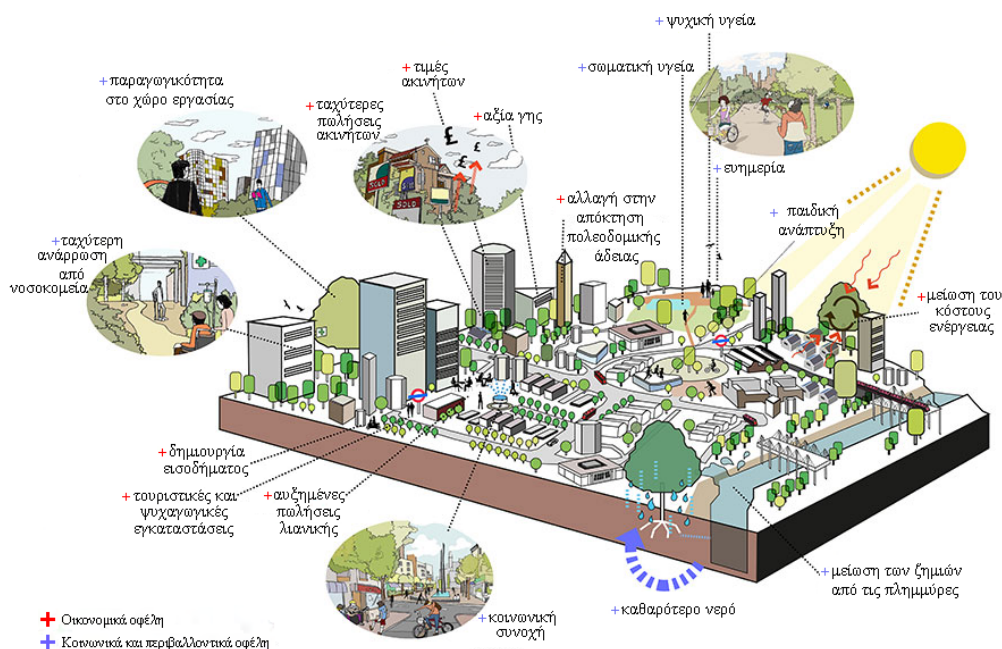 + ψυχική υγεία
+ παραγωγικότητα
στο χώρο εργασίας
+ τιμές
ακινήτων
+ σωματική υγεία
+ ταχύτερες
πωλήσεις
ακινήτων
+ αξία γης
£
£
£
SOLD
SOLD
+ ευημερία
+ αλλαγή στην
απόκτηση
πολεοδομικής
άδειας
+ παιδική
ανάπτυξη
+ ταχύτερη
ανάρρωση
από
νοσοκομεία
+ μείωση του
κόστους
ενέργειας
+ δημιουργία
εισοδήματος
+ τουριστικές και
ψυχαγωγικές
εγκαταστάσεις
+ αυξημένες
πωλήσεις
λιανικής
+ μείωση των ζημιών
από τις πλημμύρες
+ καθαρότερο νερό
+ κοινωνική
συνοχή
+ Οικονομικά οφέλη
+ Κοινωνικά και περιβαλλοντικά οφέλη